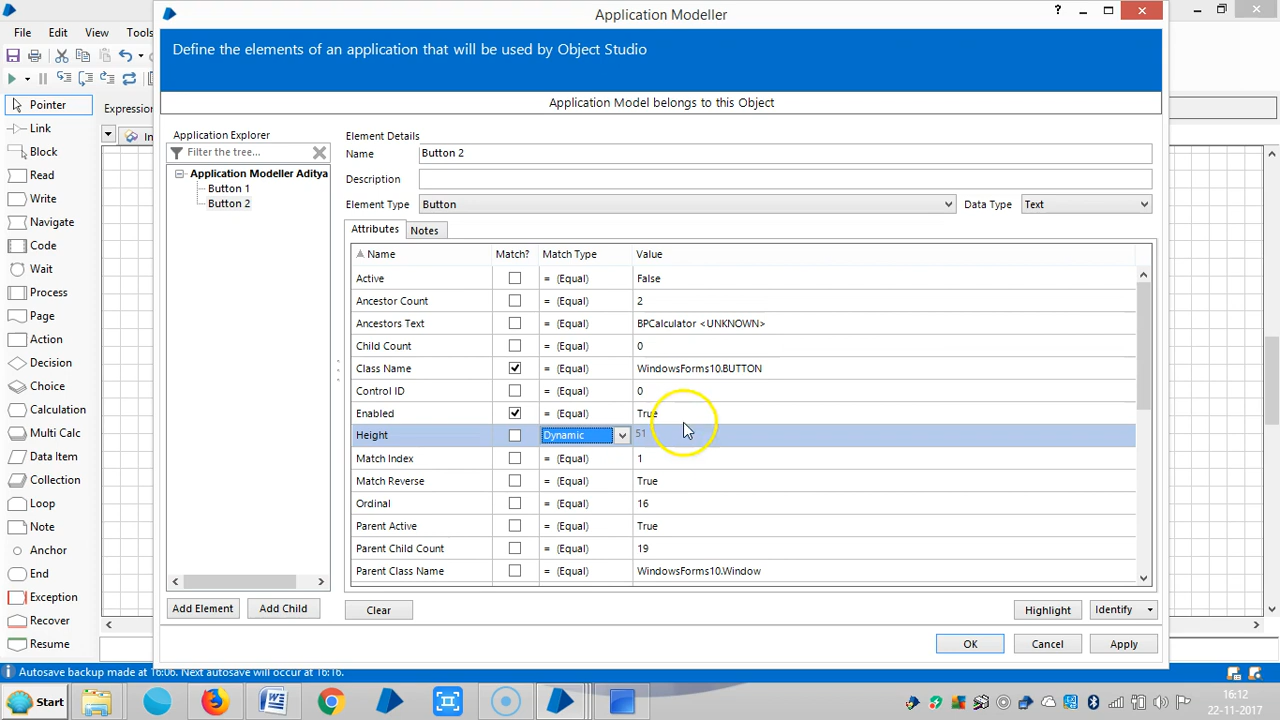 Application Modeller
?
File Edit View Tools
Define the elements of an application that will be used by Object Studio
Application Model belongs to this Object
Pointer
Expression
Link
Block
Read
Write
Navigate
Code
Wait
Process
Page
Action
Decision
Choice
Calculation
Multi Calc
Data Item
Collection
Loop
Note
Anchor
End
Exception
Recover
Resume
In
Application Explorer
Filter the tree...
Application Modeller Aditya
Button 1
Button 2
Element Details
Name Button 2
Description
Element Type Button Data Type Text
Attributes Notes
Name Match? Match Type Value
Active = (Equal) False
Ancestor Count = (Equal) 2
Ancestors Text = (Equal) BPCalculator <UNKNOWN>
Child Count = (Equal) 0
Class Name = (Equal) WindowsForms10.BUTTON
Control ID = (Equal) 0
Enabled = (Equal) True
Height Dynamic 51
Match Index = (Equal) 1
Match Reverse = (Equal) True
Ordinal = (Equal) 16
Parent Active = (Equal) True
Parent Child Count = (Equal) 19
Parent Class Name = (Equal) WindowsForms10.Window
Add Element Add Child Clear Highlight Identify
OK Cancel Apply
Autosave backup made at 16:06. Next autosave will occur at 16:16.
Start
16:12
22-11-2017